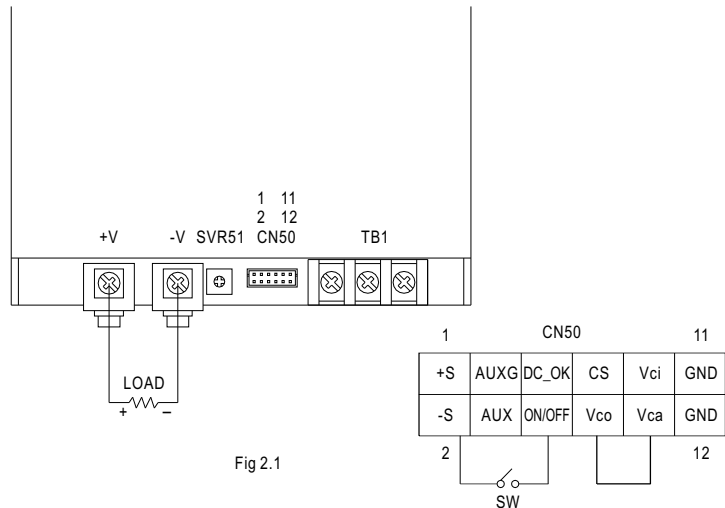 1 11
2 12
+V -V SVR51 CN50 TB1
LOAD
+ −
Fig 2.1
1 CN50 11
+S AUXG DC_OK CS Vci GND
-S AUX ON/OFF Vco Vca GND
2 12
SW